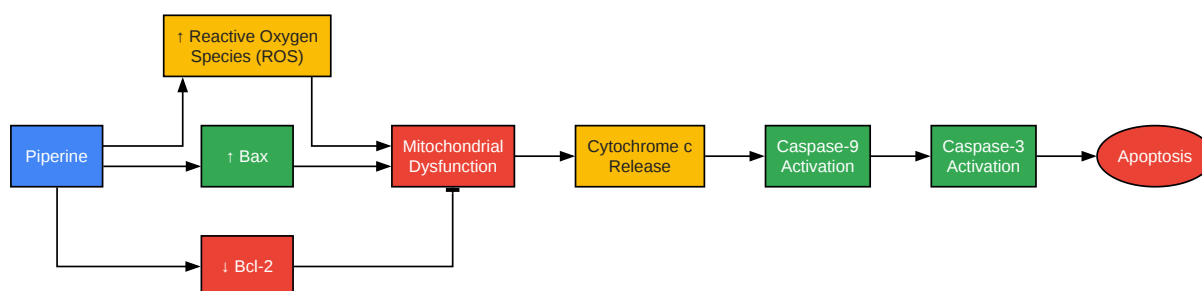 ↑ Reactive Oxygen
Species (ROS)
Piperine
↑ Bax
Mitochondrial
Dysfunction
Cytochrome c
Release
Caspase-9
Activation
Caspase-3
Activation
Apoptosis
↓ Bcl-2